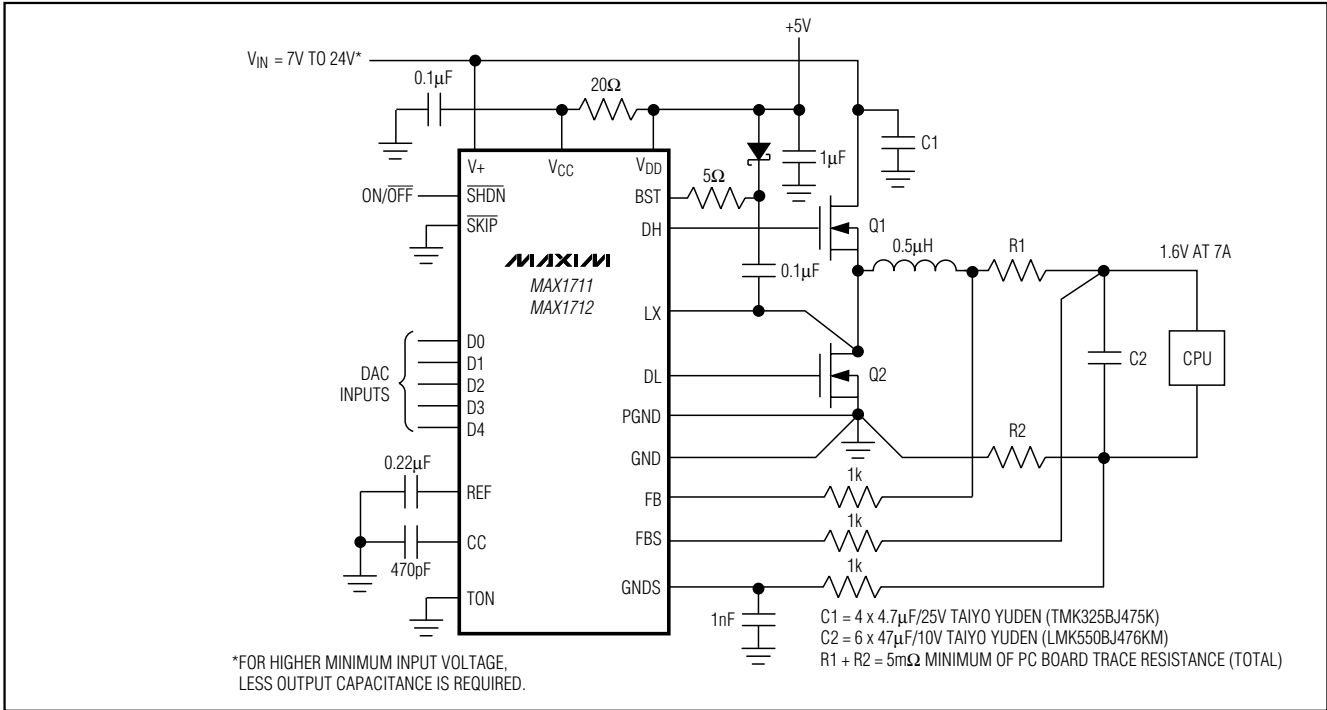 +5V
V_IN = 7V TO 24V*
0.1μF
20Ω
C1
1μF
V+
V_CC
V_DD
5Ω
ON/O̅F̅F̅
S̅H̅D̅N̅
BST
S̅K̅I̅P̅
DH
Q1
MAXIM
MAX1711
MAX1712
0.5μH
R1
1.6V AT 7A
0.1μF
LX
D0
D1
DAC
INPUTS
D2
D3
D4
DL
Q2
C2
CPU
PGND
GND
R2
0.22μF
REF
1k
FB
1k
FBS
CC
470pF
1k
GNDS
TON
1nF
C1 = 4 x 4.7μF/25V TAIYO YUDEN (TMK325BJ475K)
C2 = 6 x 47μF/10V TAIYO YUDEN (LMK550BJ476KM)
R1 + R2 = 5mΩ MINIMUM OF PC BOARD TRACE RESISTANCE (TOTAL)
*FOR HIGHER MINIMUM INPUT VOLTAGE,
LESS OUTPUT CAPACITANCE IS REQUIRED.